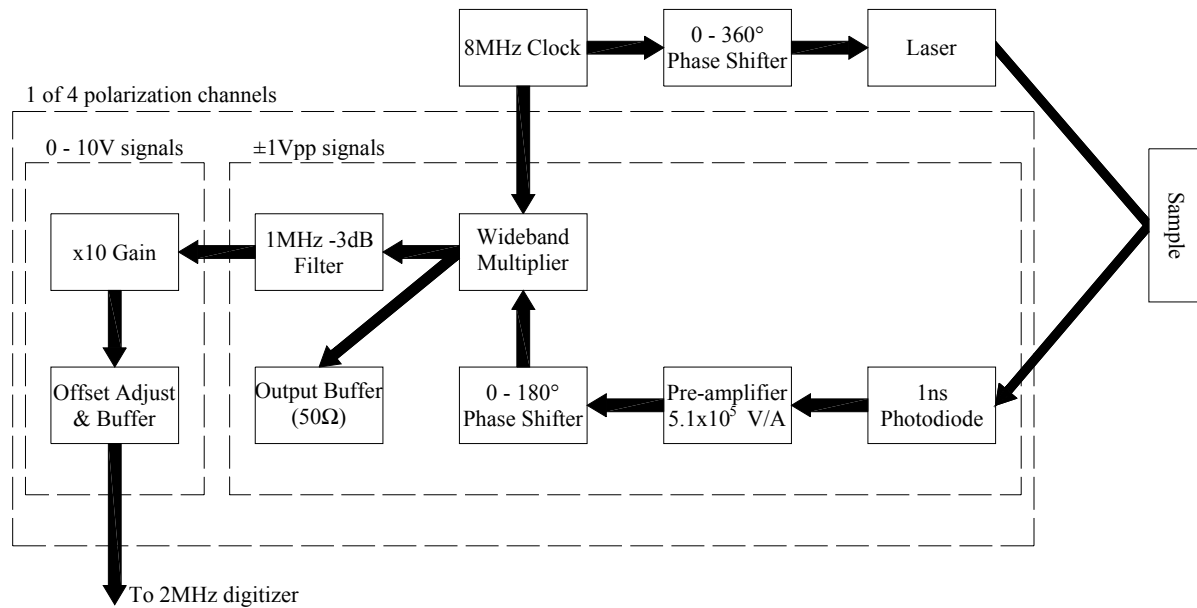 8MHz Clock
0 - 360°
Phase Shifter
Laser
1 of 4 polarization channels
0 - 10V signals
±1Vpp signals
Sample
x10 Gain
1MHz -3dB
Filter
Wideband
Multiplier
Offset Adjust
& Buffer
Output Buffer
(50Ω)
0 - 180°
Phase Shifter
Pre-amplifier
5.1x10⁵ V/A
1ns
Photodiode
To 2MHz digitizer